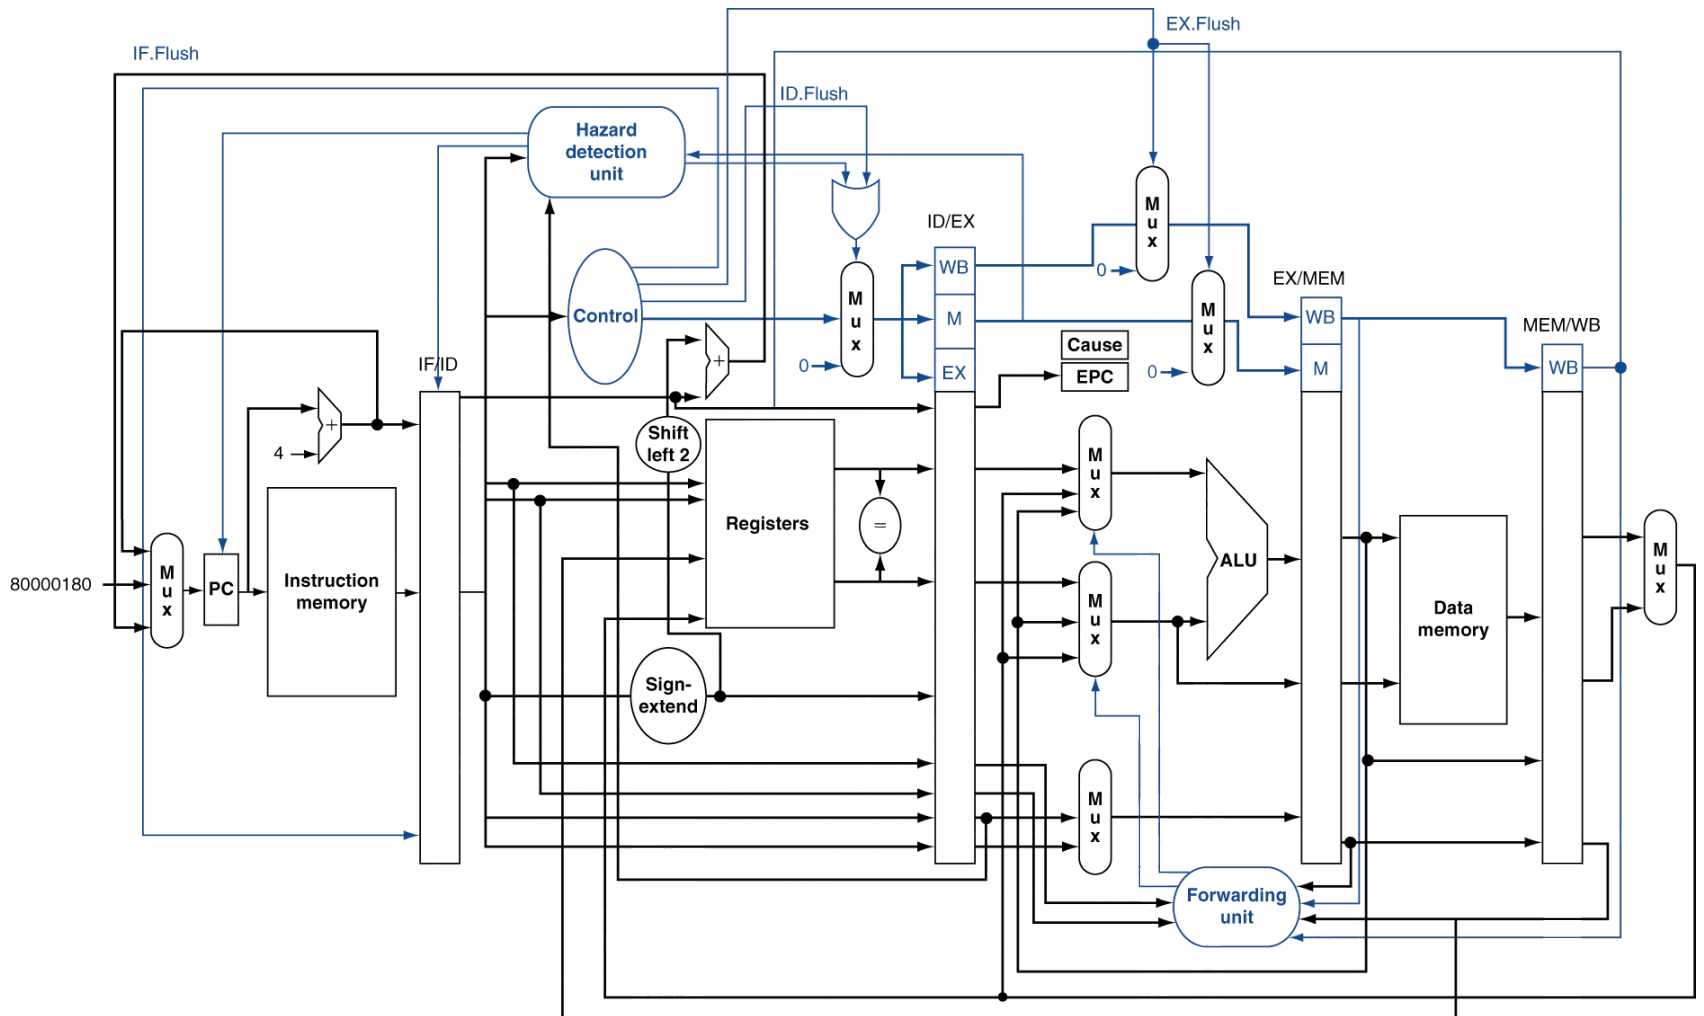 EX.Flush
IF.Flush
ID.Flush
Hazard
detection
unit
M
u
x
ID/EX
WB
0
EX/MEM
Control
M
u
x
M
M
u
x
WB
MEM/WB
Cause
IF/ID
0
EX
EPC
0
M
WB
+
+
4
Shift
left 2
M
u
x
Registers
=
M
u
x
80000180
M
u
x
PC
Instruction
memory
ALU
M
u
x
Data
memory
Sign-
extend
M
u
x
Forwarding
unit